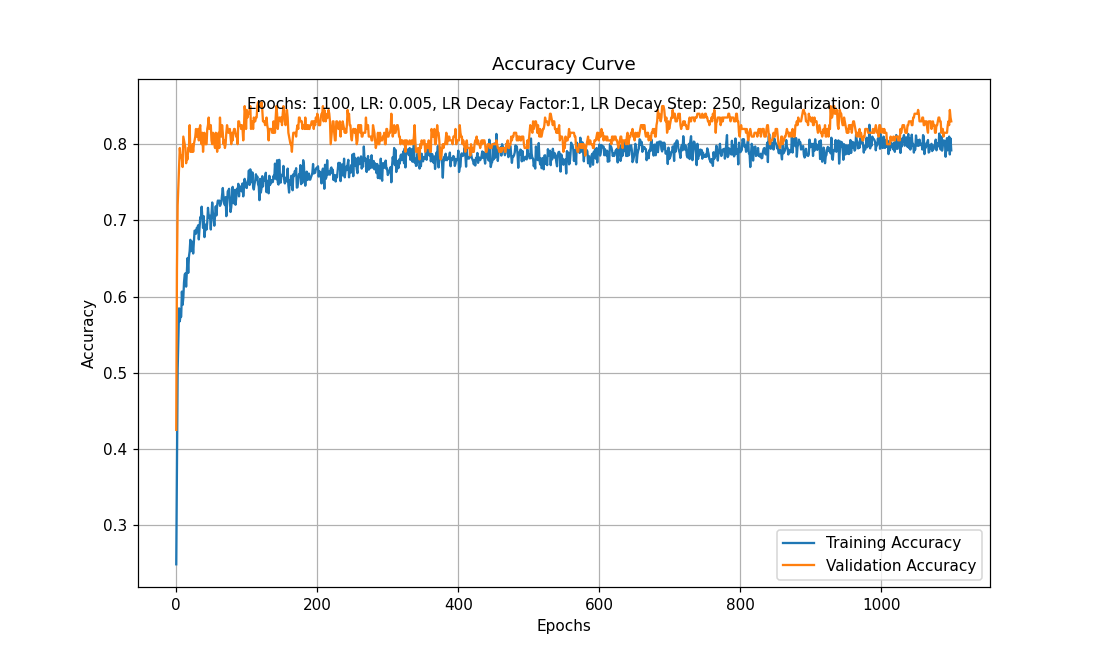 Accuracy Curve
Epochs: 1100, LR: 0.005, LR Decay Factor:1, LR Decay Step: 250, Regularization: 0
Accuracy
0.8
0.7
0.6
0.5
0.4
0.3
Training Accuracy
Validation Accuracy
0 200 400 600 800 1000
Epochs